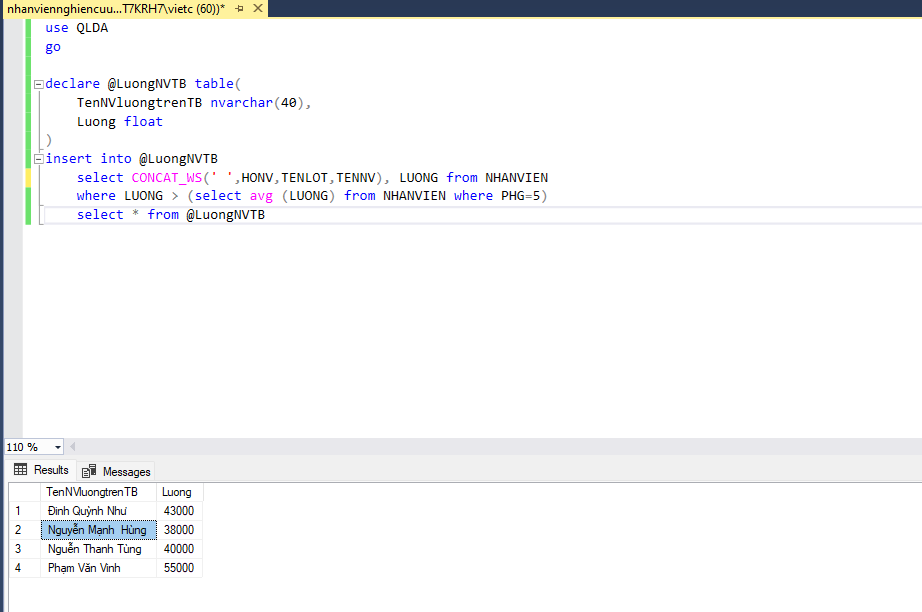 nhanviennghiencuu...T7KRH7\vietc (60))*
use QLDA
go
declare @LuongNVTB table(
TenNVluongtrenTB nvarchar(40),
Luong float
)
insert into @LuongNVTB
select CONCAT_WS(' ',HONV,TENLOT,TENNV), LUONG from NHANVIEN
where LUONG > (select avg (LUONG) from NHANVIEN where PHG=5)
select * from @LuongNVTB
110 %
Results Messages
TenNVluongtrenTB Luong
1 Đinh Quỳnh Như 43000
2 Nguyễn Mạnh  Hùng 38000
3 Nguễn Thanh Tùng 40000
4 Phạm Văn Vinh 55000